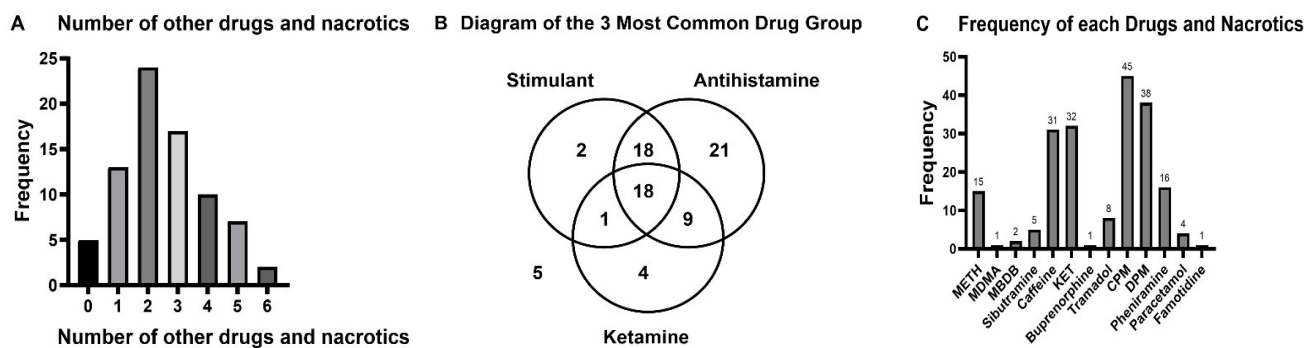 A Number of other drugs and nacrotics
Frequency
25
20
15
10
5
0
0 1 2 3 4 5 6
Number of other drugs and nacrotics
B Diagram of the 3 Most Common Drug Group
Stimulant Antihistamine
2 18 21
18
1 9
5 4
Ketamine
C Frequency of each Drugs and Nacrotics
Frequency
50
40
30
20
10
0
15 1 2 5 31 32 1 8 45 38 16 4 1
METH
MDMA
MBDB
Sibutramine
Caffeine
KET
Buprenorphine
Tramadol
CPM
DPM
Pheniramine
Paracetamol
Famotidine